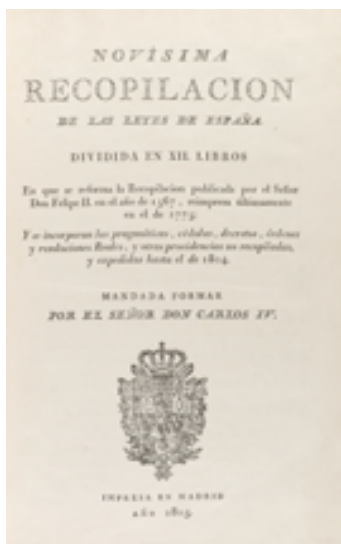 NOVÍSIMA
RECOPILACION
DE LAS LEYES DE ESPAÑA
DIVIDIDA EN XII. LIBROS
En que se reforma la Recopilacion publicada por el Señor
Don Felipe II. en el año de 1567, reimpresa últimamente
en el de 1775:
Y se incorporan las pragmáticas, cédulas, decretos, órdenes
y resoluciones Reales, y otras providencias no recopiladas,
y expedidas hasta el de 1804.
MANDADA FORMAR
POR EL SEÑOR DON CARLOS IV.
IMPRESA EN MADRID
AÑO 1805.